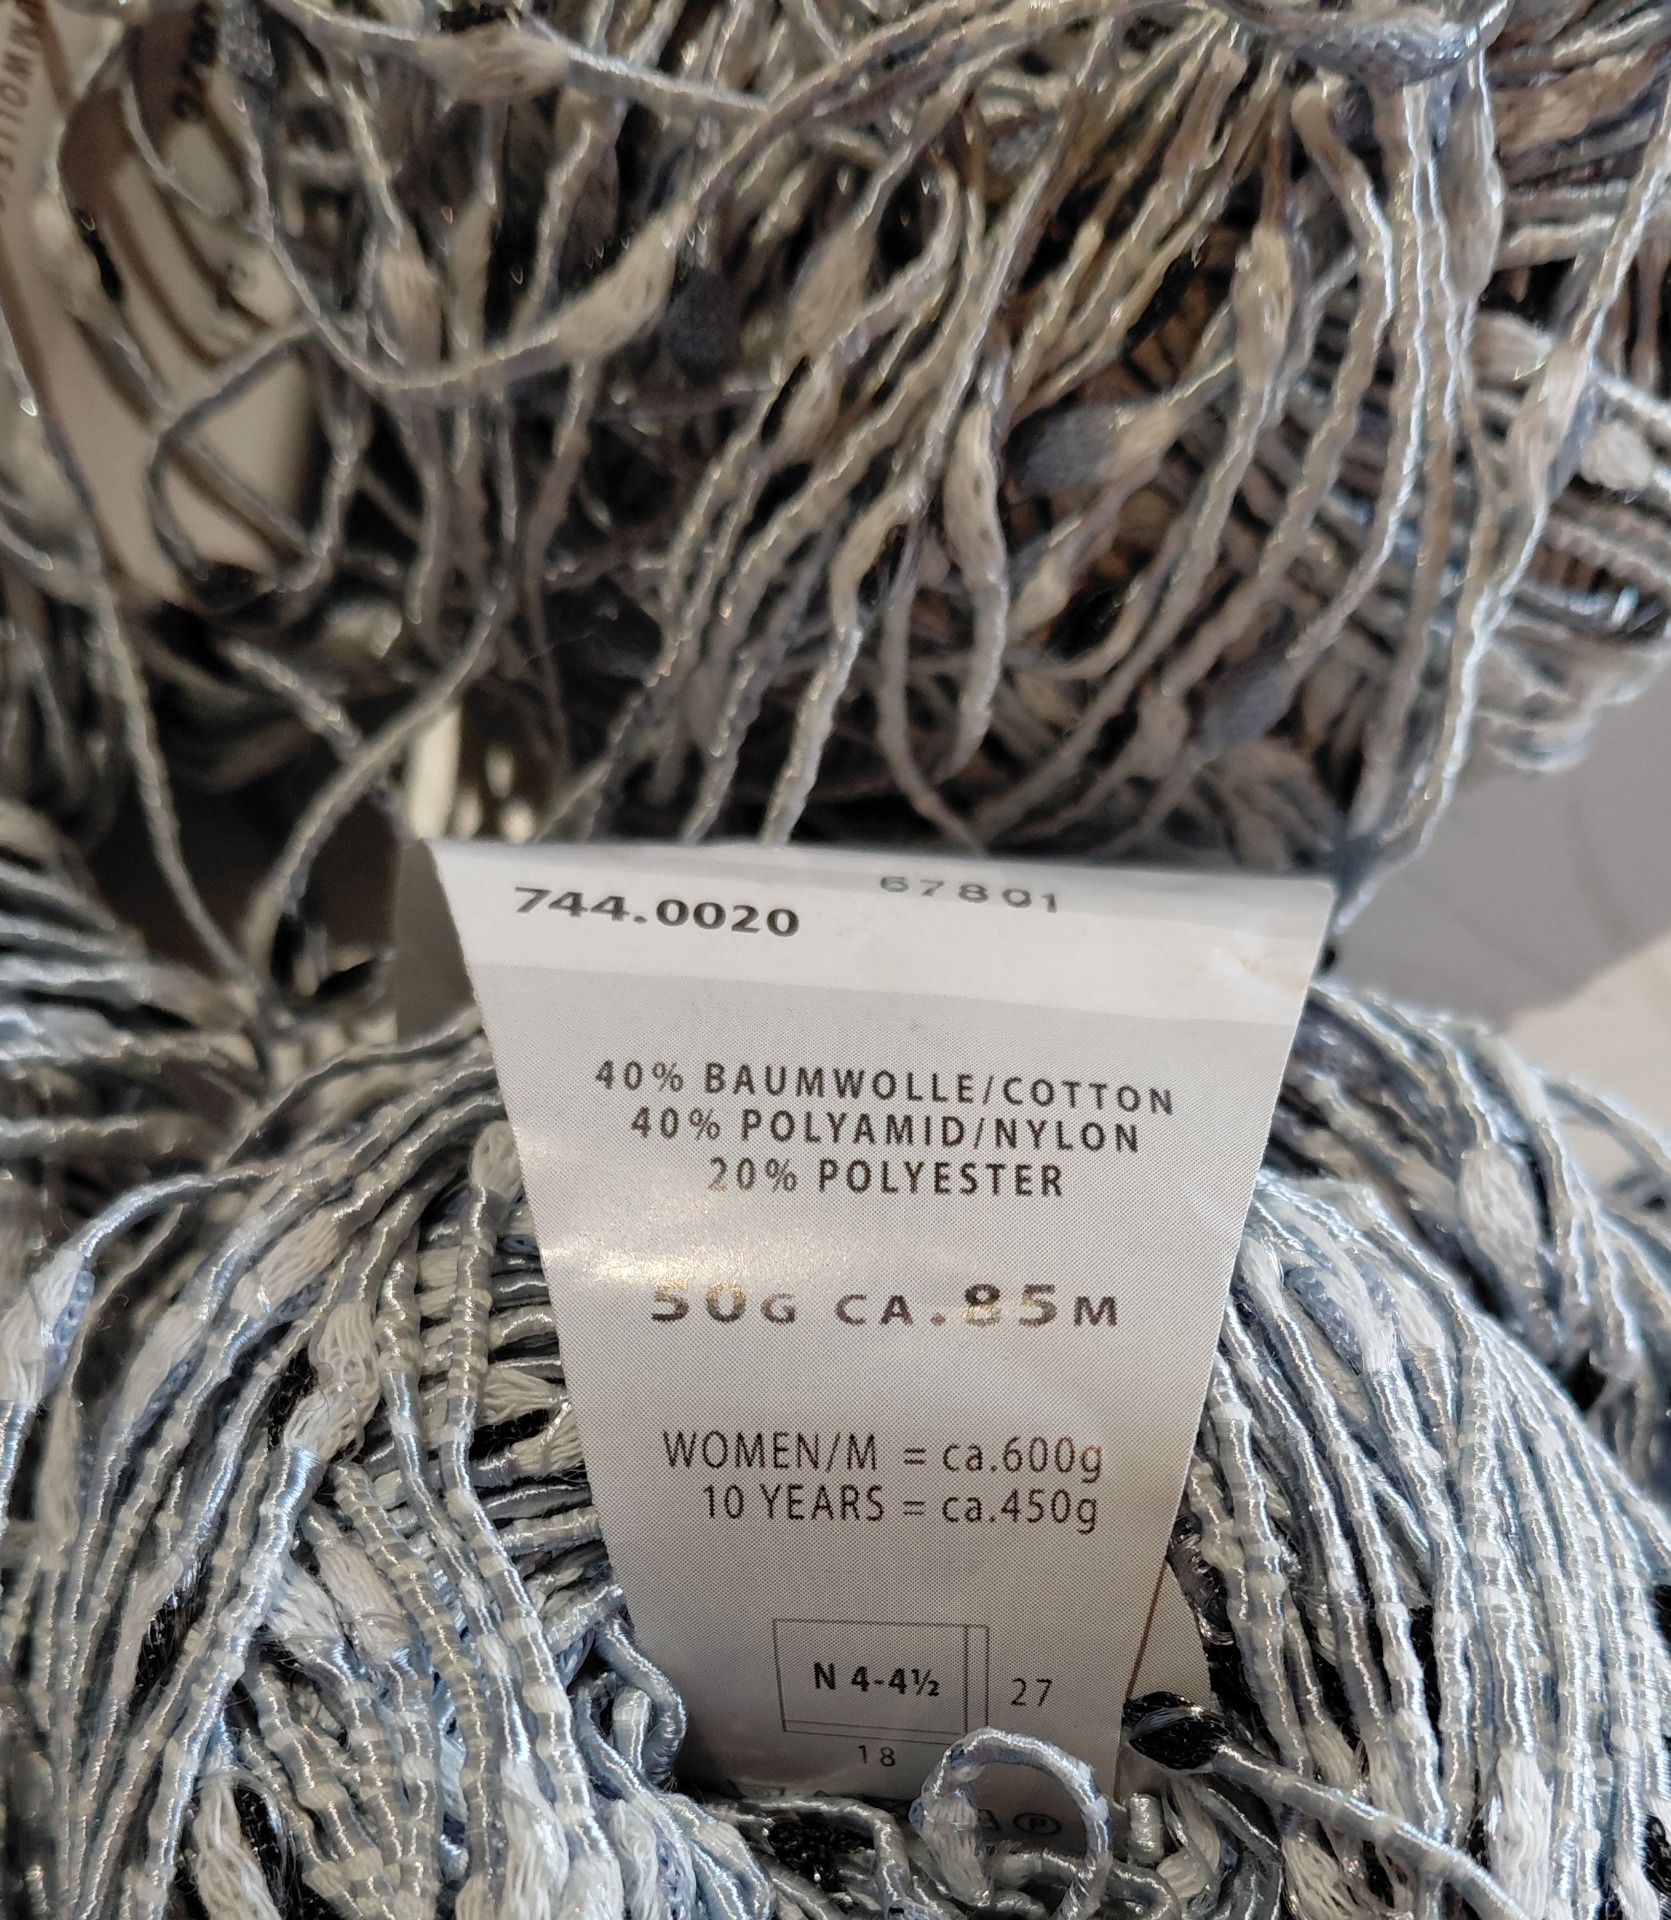 744.0020 67801
40% BAUMWOLLE/COTTON
40% POLYAMID/NYLON
20% POLYESTER
50G CA.85M
WOMEN/M = ca.600g
10 YEARS = ca.450g
N 4-4½ 27
18
Ⓟ